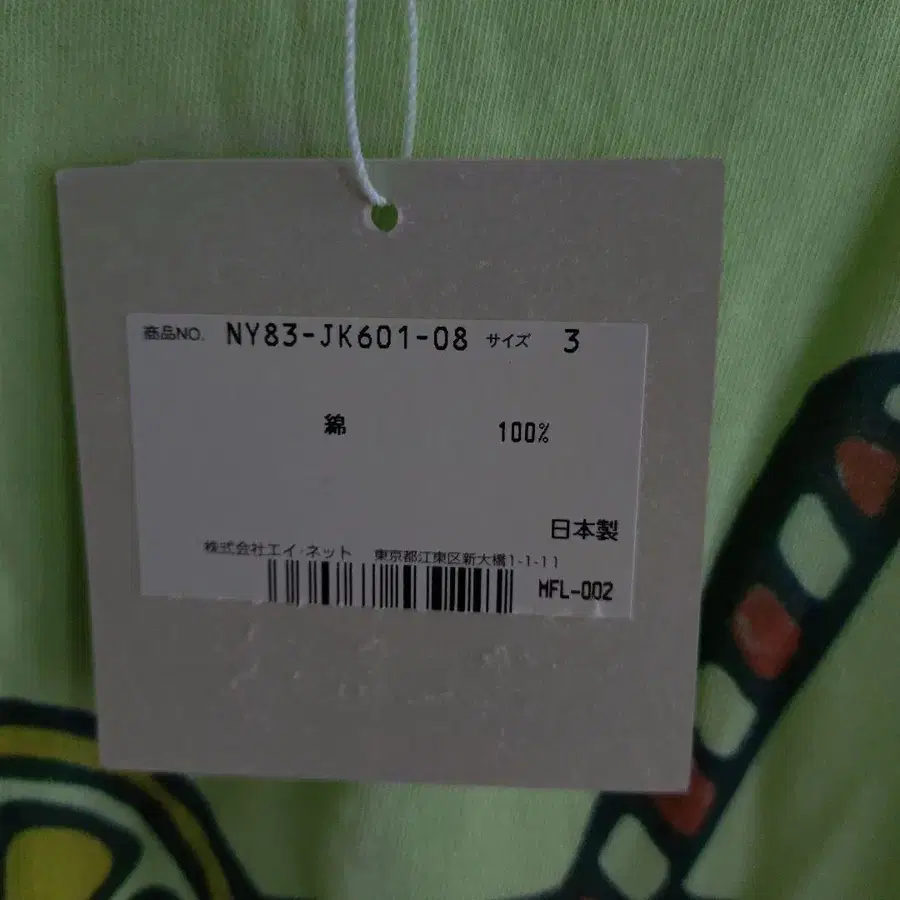 商品NO. NY83-JK601-08 サイズ 3
綿 100%
日本製
株式会社エイ・ネット 東京都江東区新大橋1-1-11
MFL-002